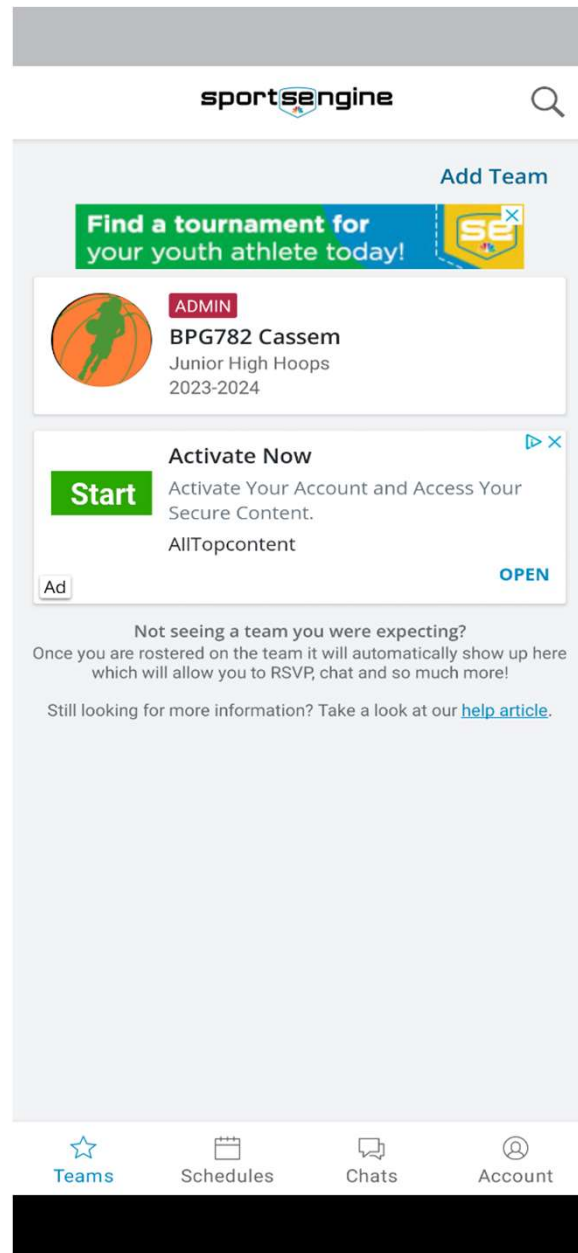 sportsengine
Add Team
Find a tournament for
your youth athlete today!
se
ADMIN
BPG782 Cassem
Junior High Hoops
2023-2024
Activate Now
Start
Activate Your Account and Access Your
Secure Content.
AllTopcontent
OPEN
Ad
Not seeing a team you were expecting?
Once you are rostered on the team it will automatically show up here
which will allow you to RSVP, chat and so much more!
Still looking for more information? Take a look at our help article.
Teams
Schedules
Chats
Account